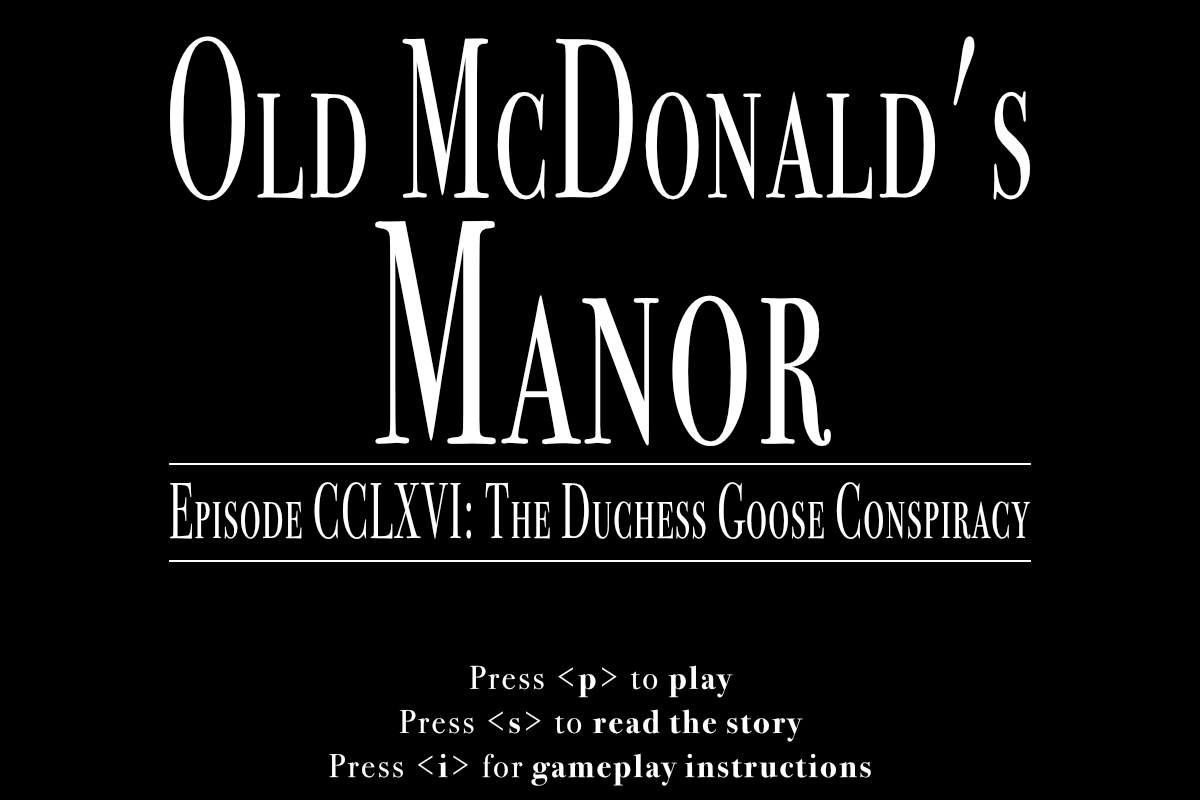 Old McDonald's
Manor
Episode CCLXVI: The Duchess Goose Conspiracy
Press <p> to play
Press <s> to read the story
Press <i> for gameplay instructions